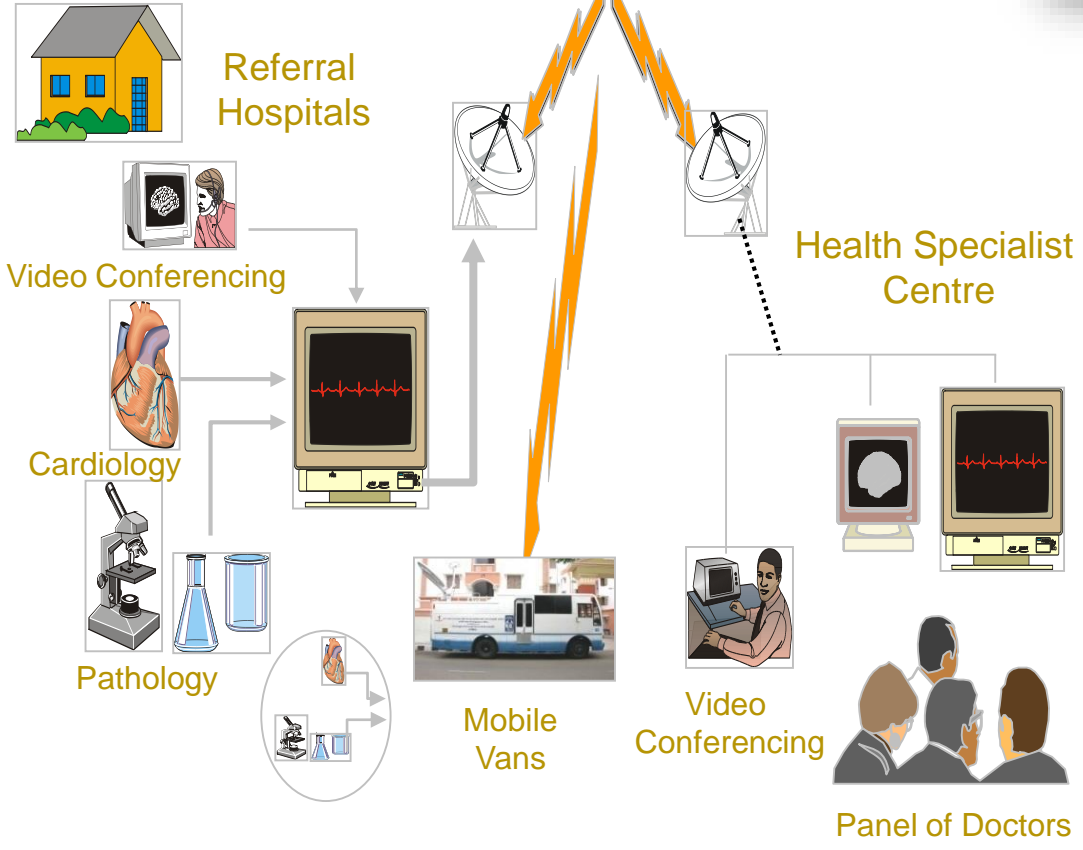 Referral
Hospitals
Video Conferencing
Health Specialist
Centre
Cardiology
Pathology
Mobile
Vans
Video
Conferencing
Panel of Doctors